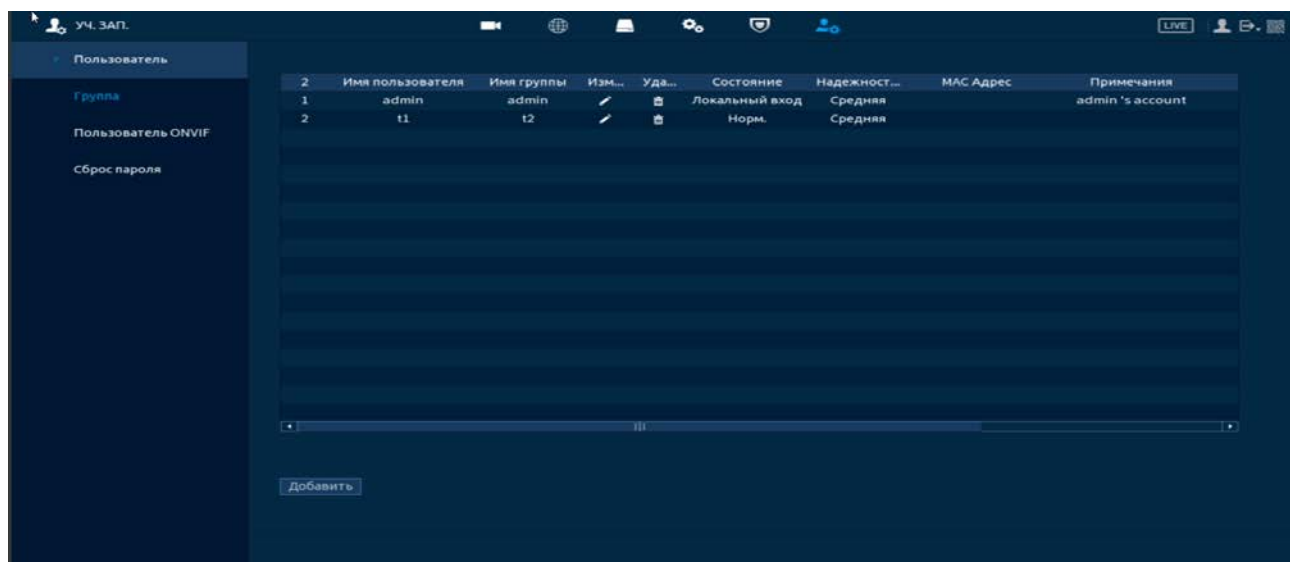 УЧ. ЗАП.
LIVE
Пользователь
Группа
Пользователь ONVIF
Сброс пароля
2 Имя пользователя Имя группы Изм... Уда... Состояние Надежност... MAC Адрес Примечания
1 admin admin Локальный вход Средняя admin 's account
2 t1 t2 Норм. Средняя
Добавить